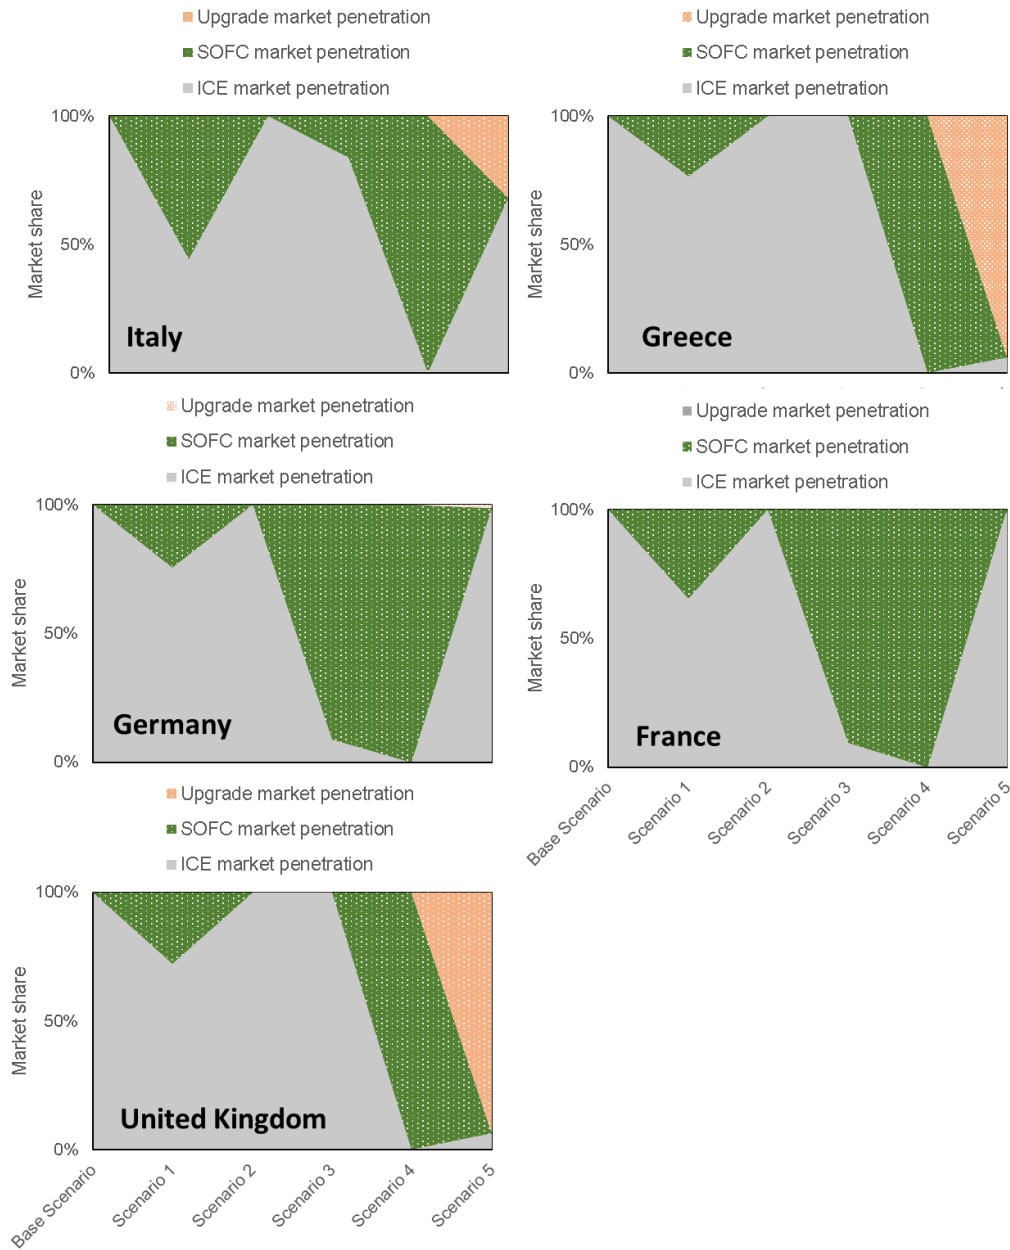 Upgrade market penetration
SOFC market penetration
ICE market penetration
100%
50%
0%
Market share
Italy
Upgrade market penetration
SOFC market penetration
ICE market penetration
100%
50%
0%
Market share
Greece
Upgrade market penetration
SOFC market penetration
ICE market penetration
100%
50%
0%
Market share
Germany
Upgrade market penetration
SOFC market penetration
ICE market penetration
100%
50%
0%
Market share
France
Base Scenario
Scenario 1
Scenario 2
Scenario 3
Scenario 4
Scenario 5
Upgrade market penetration
SOFC market penetration
ICE market penetration
100%
50%
0%
Market share
United Kingdom
Base Scenario
Scenario 1
Scenario 2
Scenario 3
Scenario 4
Scenario 5